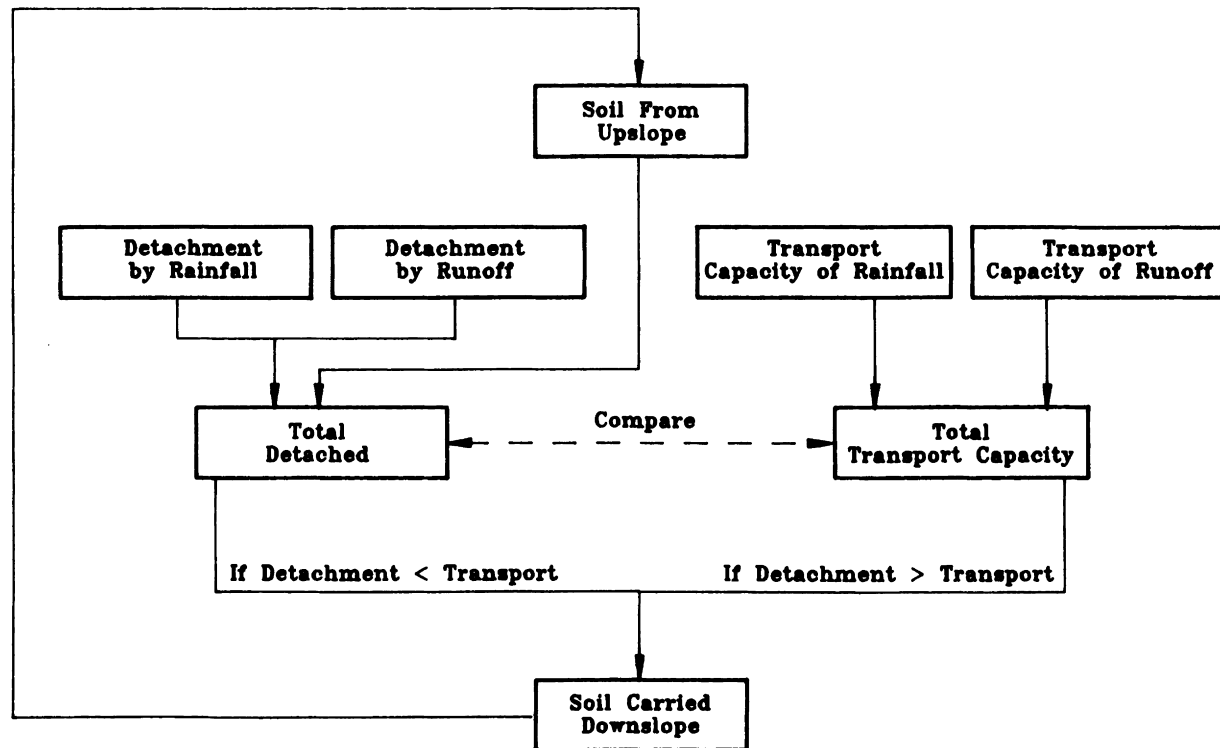 Soil From
Upslope
Detachment
by Rainfall
Detachment
by Runoff
Transport
Capacity of Rainfall
Transport
Capacity of Runoff
Total
Detached
Compare
Total
Transport Capacity
If Detachment < Transport
If Detachment > Transport
Soil Carried
Downslope